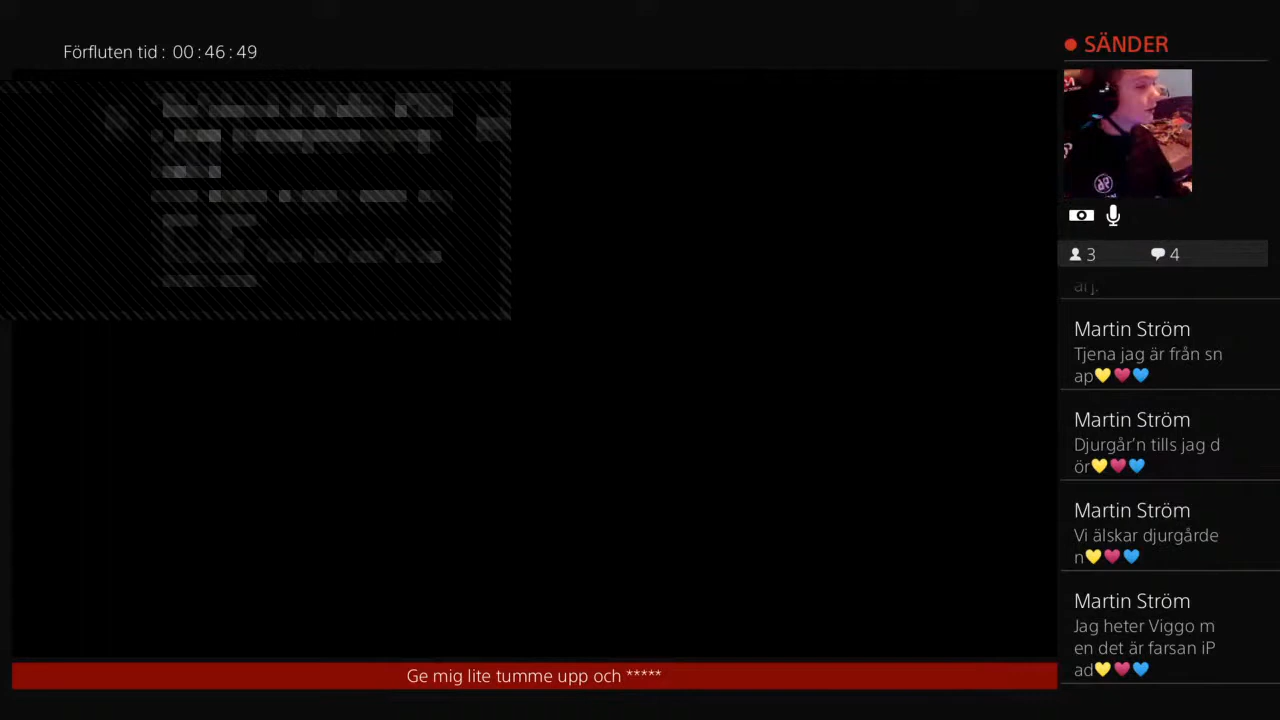 Förfluten tid : 00:46:49
SÄNDER
3 4
arj.
Martin Ström
Tjena jag är från sn
ap💛❤️💙
Martin Ström
Djurgår'n tills jag d
ör💛❤️💙
Martin Ström
Vi älskar djurgårde
n💛❤️💙
Martin Ström
Jag heter Viggo m
en det är farsan iP
ad💛❤️💙
Ge mig lite tumme upp och *****